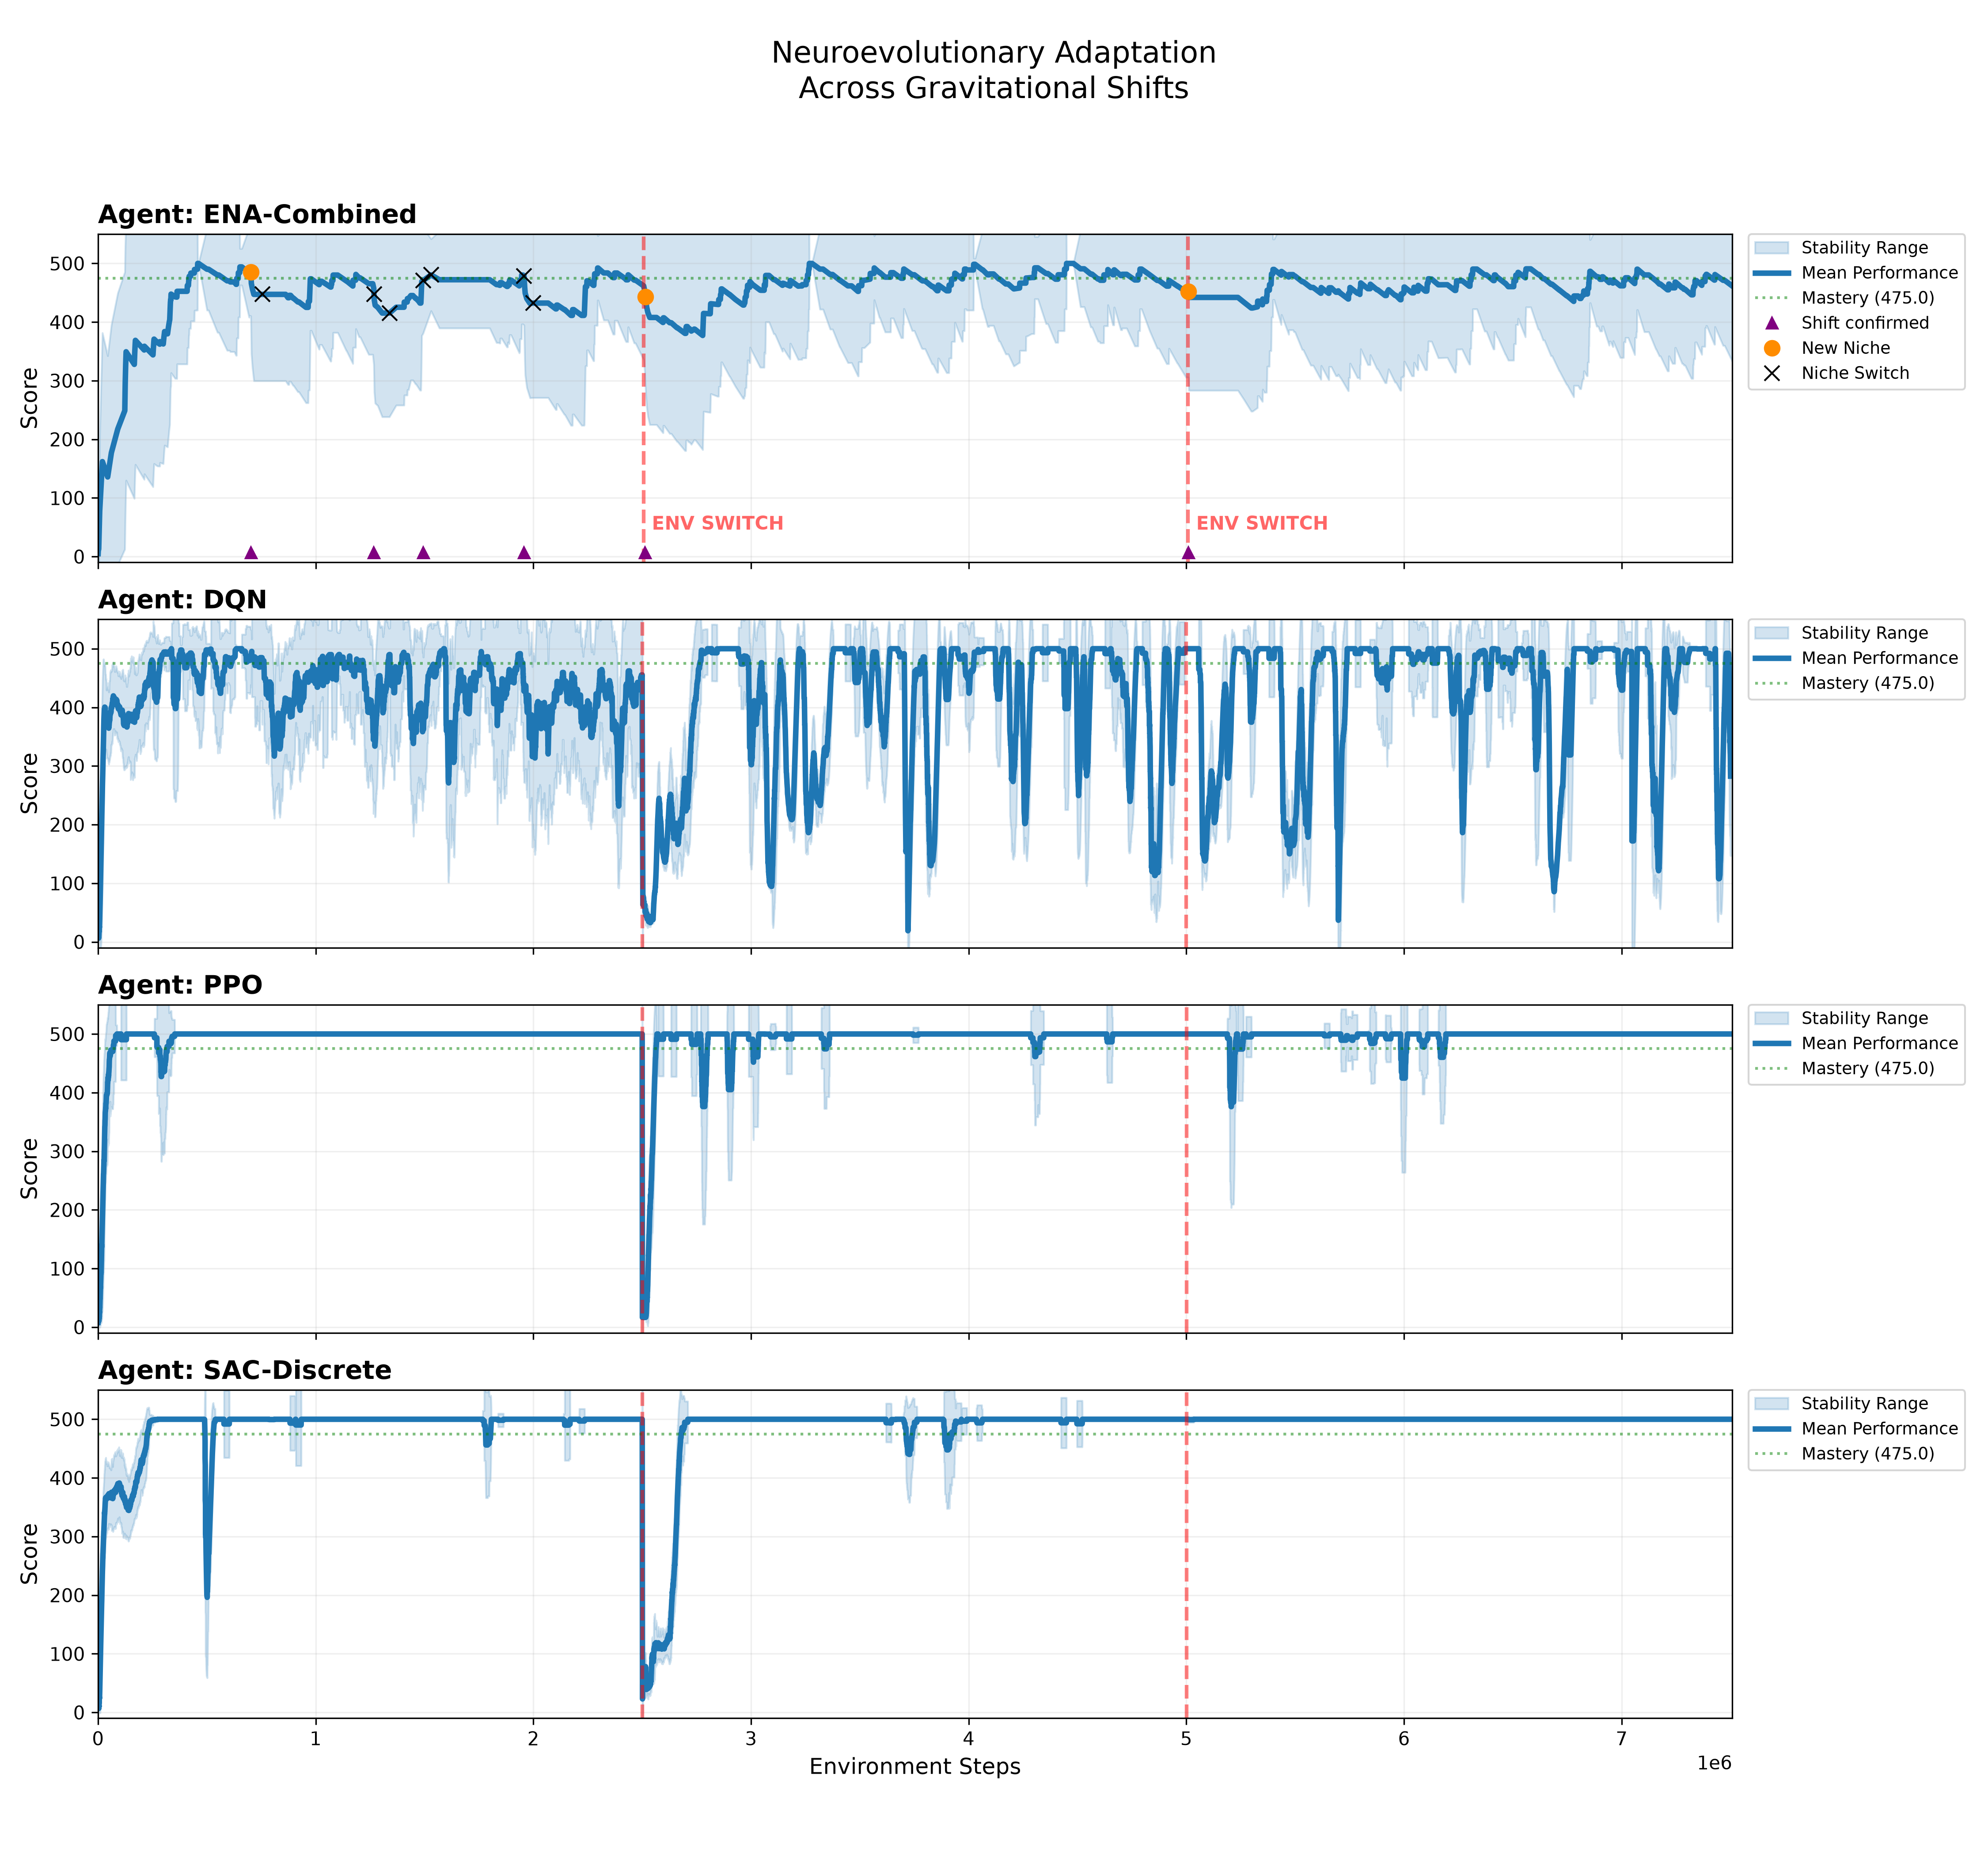 Neuroevolutionary Adaptation
Across Gravitational Shifts
Agent: ENA-Combined
Score
500
400
300
200
100
0
ENV SWITCH
ENV SWITCH
Stability Range
Mean Performance
Mastery (475.0)
Shift confirmed
New Niche
Niche Switch
Agent: DQN
Score
500
400
300
200
100
0
Stability Range
Mean Performance
Mastery (475.0)
Agent: PPO
Score
500
400
300
200
100
0
Stability Range
Mean Performance
Mastery (475.0)
Agent: SAC-Discrete
Score
500
400
300
200
100
0
Stability Range
Mean Performance
Mastery (475.0)
0 1 2 3 4 5 6 7
Environment Steps
1e6